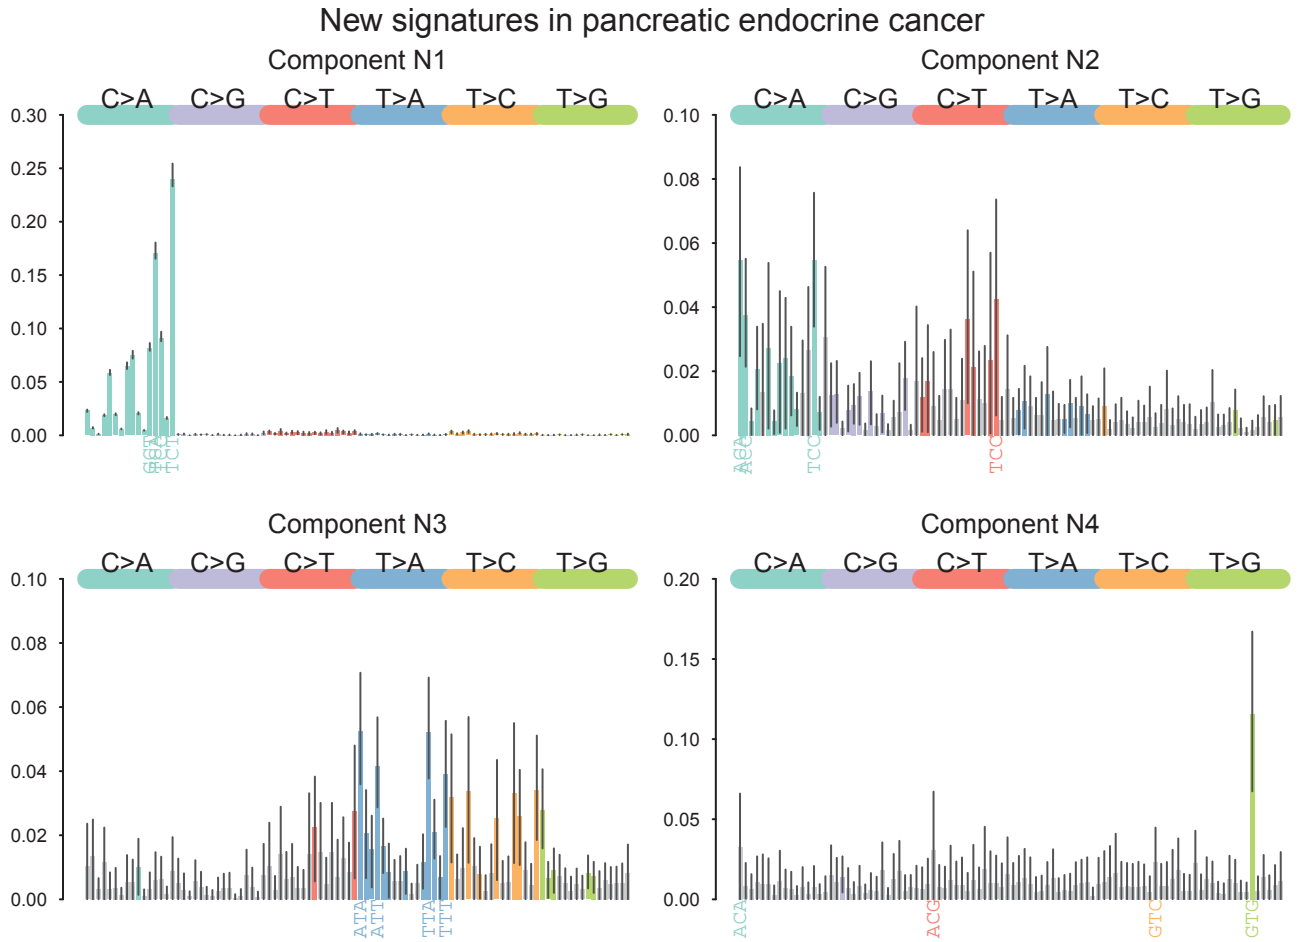 New signatures in pancreatic endocrine cancer
Component N1
C>A C>G C>T T>A T>C T>G
0.30
0.25
0.20
0.15
0.10
0.05
0.00
TCT
Component N2
C>A C>G C>T T>A T>C T>G
0.10
0.08
0.06
0.04
0.02
0.00
ACA
ACC
TCC
TCC
Component N3
C>A C>G C>T T>A T>C T>G
0.10
0.08
0.06
0.04
0.02
0.00
ATA
ATT
TTA
TTT
Component N4
C>A C>G C>T T>A T>C T>G
0.20
0.15
0.10
0.05
0.00
ACA
ACG
GTC
GTG